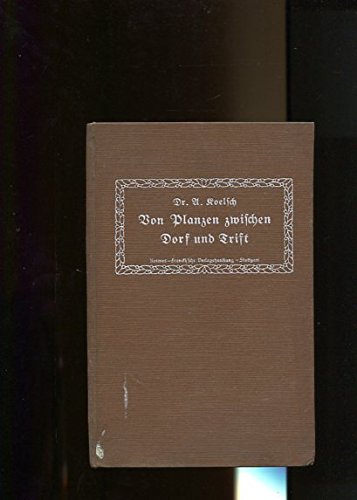 Dr. A. Koelsch
Von Planzen zwischen
Dorf und Trift
Kosmos-Franckh'sche Verlagshandlung-Stuttgart